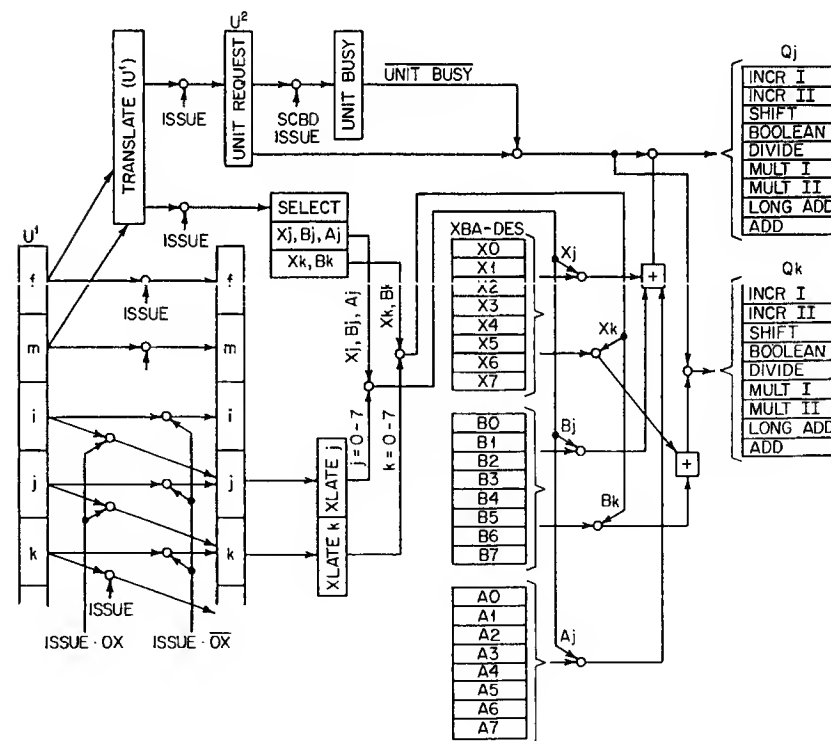 U²
TRANSLATE (U¹)
ISSUE
UNIT REQUEST
SCBD
ISSUE
UNIT BUSY
UNIT BUSY
Qj
INCR I
INCR II
SHIFT
BOOLEAN
DIVIDE
MULT I
MULT II
LONG ADD
ADD
ISSUE
SELECT
Xj, Bj, Aj
Xk, Bk
U¹
f
m
i
j
k
ISSUE
f
m
i
j
k
ISSUE
ISSUE · OX
ISSUE · OX
Xj, Bj, Aj
Xk, Bk
j = 0-7
k = 0-7
XLATE j
XLATE k
XBA-DES
X0
X1
X2
X3
X4
X5
X6
X7
B0
B1
B2
B3
B4
B5
B6
B7
A0
A1
A2
A3
A4
A5
A6
A7
Xj
Xk
Bj
Bk
Aj
+
+
Qk
INCR I
INCR II
SHIFT
BOOLEAN
DIVIDE
MULT I
MULT II
LONG ADD
ADD